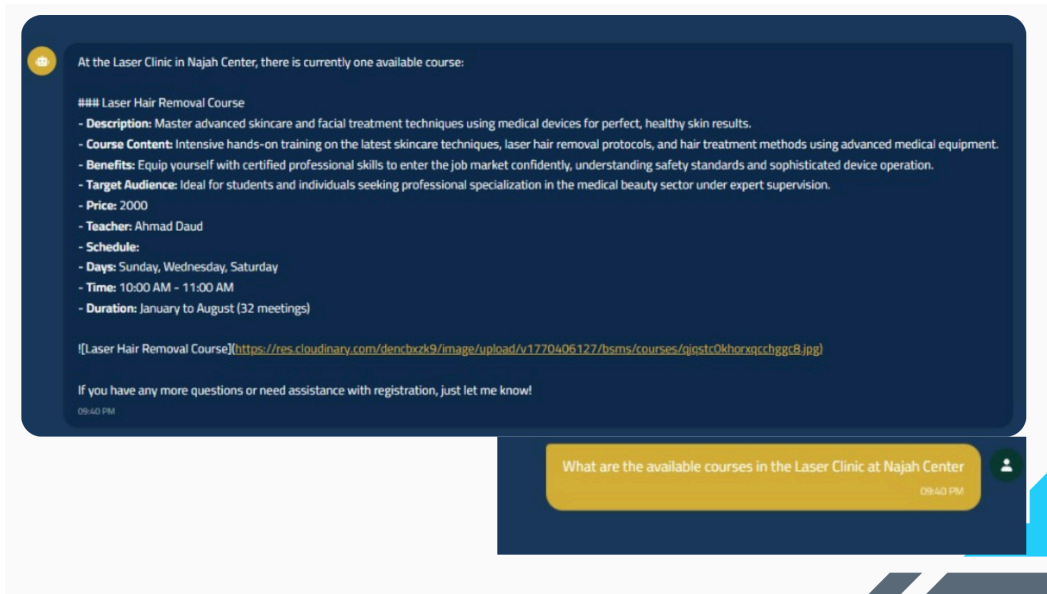 At the Laser Clinic in Najah Center, there is currently one available course:
### Laser Hair Removal Course
- Description: Master advanced skincare and facial treatment techniques using medical devices for perfect, healthy skin results.
- Course Content: Intensive hands-on training on the latest skincare techniques, laser hair removal protocols, and hair treatment methods using advanced medical equipment.
- Benefits: Equip yourself with certified professional skills to enter the job market confidently, understanding safety standards and sophisticated device operation.
- Target Audience: Ideal for students and individuals seeking professional specialization in the medical beauty sector under expert supervision.
- Price: 2000
- Teacher: Ahmad Daud
- Schedule:
- Days: Sunday, Wednesday, Saturday
- Time: 10:00 AM - 11:00 AM
- Duration: January to August (32 meetings)
![Laser Hair Removal Course](https://res.cloudinary.com/dencbxzk9/image/upload/v1770406127/bsms/courses/qjqstc0khorxqcchggc8.jpg)
If you have any more questions or need assistance with registration, just let me know!
09:40 PM
What are the available courses in the Laser Clinic at Najah Center
09:40 PM